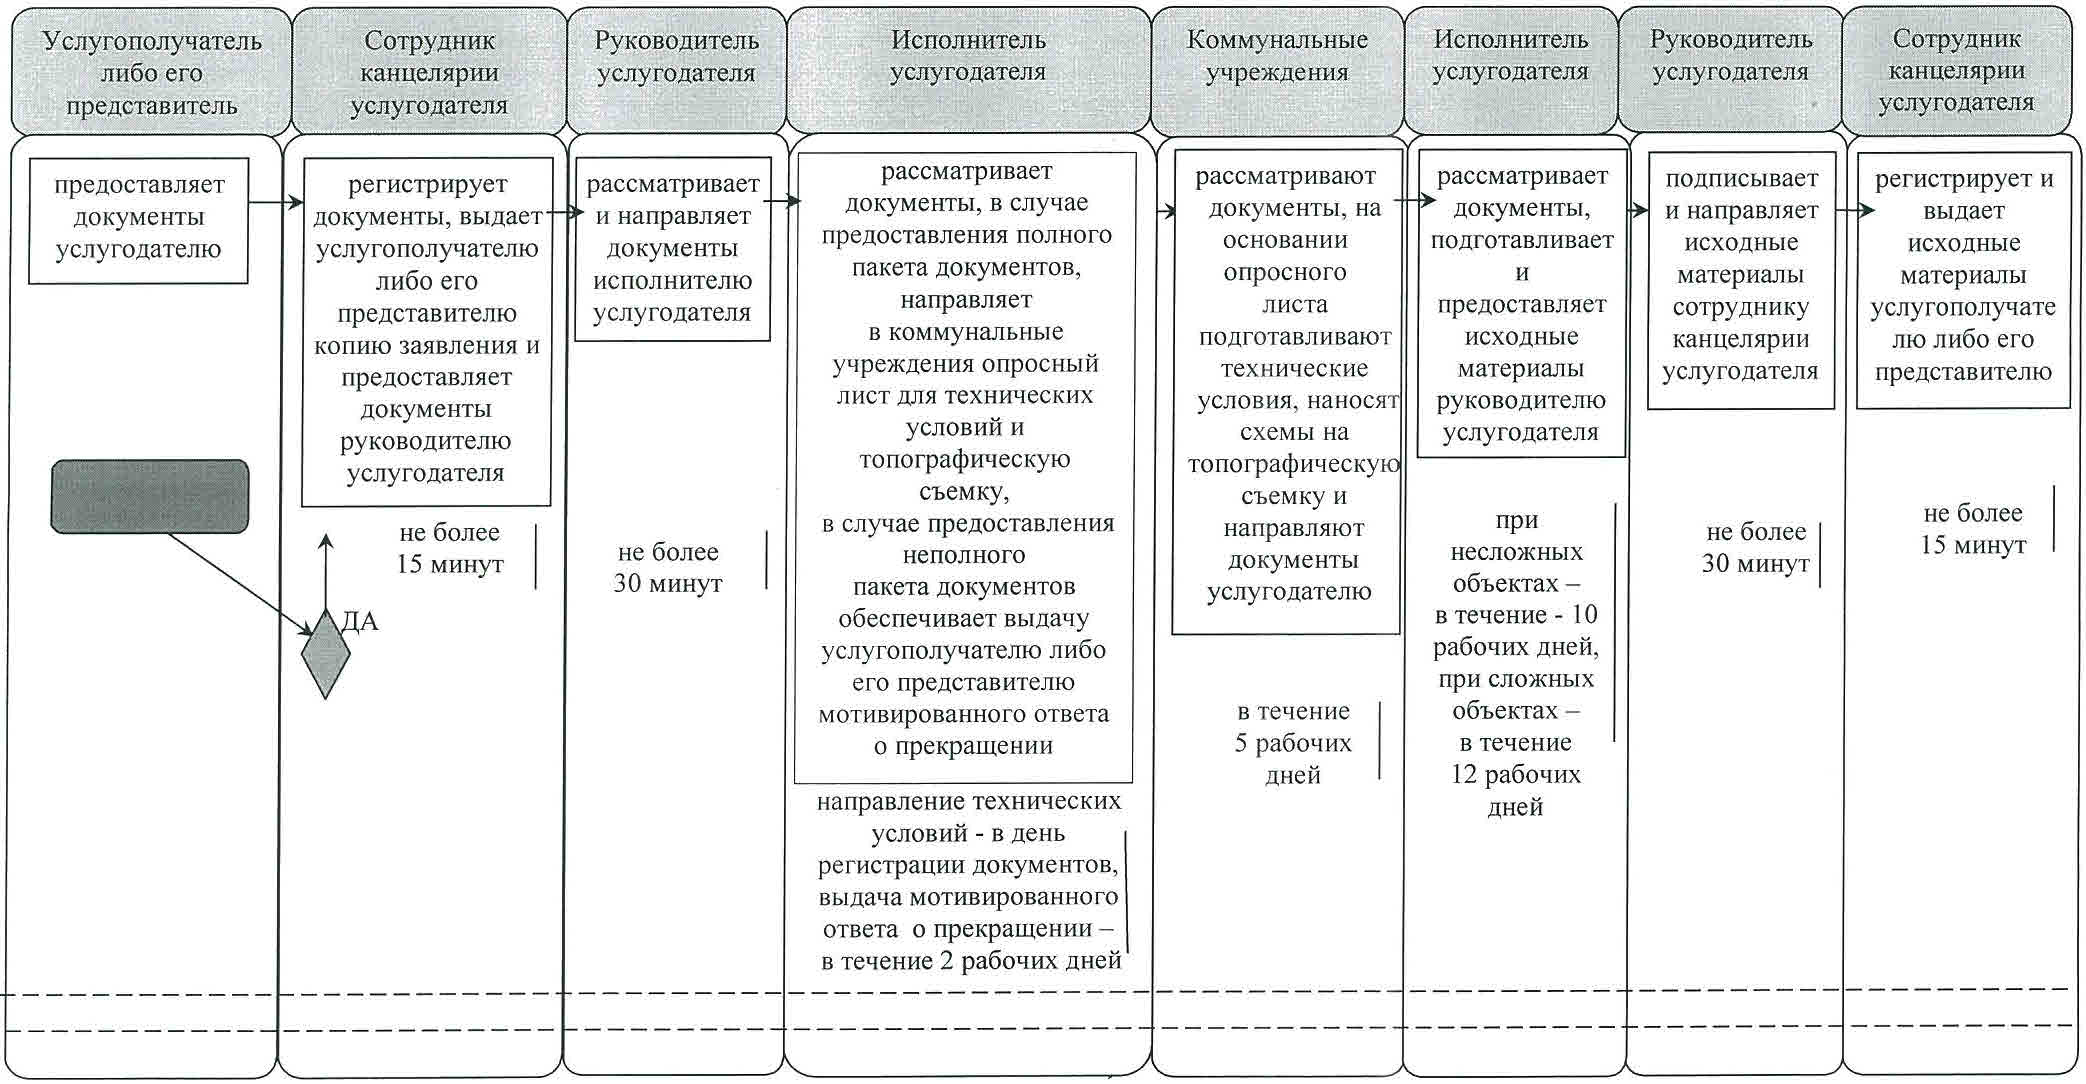 Услугополучатель
либо его
представитель
Сотрудник
канцелярии
услугодателя
Руководитель
услугодателя
Исполнитель
услугодателя
Коммунальные
учреждения
Исполнитель
услугодателя
Руководитель
услугодателя
Сотрудник
канцелярии
услугодателя
предоставляет
документы
услугодателю
регистрирует
документы, выдает
услугополучателю
либо его
представителю
копию заявления и
предоставляет
документы
руководителю
услугодателя
не более
15 минут
ДА
рассматривает
и направляет
документы
исполнителю
услугодателя
не более
30 минут
рассматривает
документы, в случае
предоставления полного
пакета документов,
направляет
в коммунальные
учреждения опросный
лист для технических
условий и
топографическую
съемку,
в случае предоставления
неполного
пакета документов
обеспечивает выдачу
услугополучателю либо
его представителю
мотивированного ответа
о прекращении
направление технических
условий - в день
регистрации документов,
выдача мотивированного
ответа о прекращении –
в течение 2 рабочих дней
рассматривают
документы, на
основании
опросного
листа
подготавливают
технические
условия, наносят
схемы на
топографическую
съемку и
направляют
документы
услугодателю
в течение
5 рабочих
дней
рассматривает
документы,
подготавливает
и
предоставляет
исходные
материалы
руководителю
услугодателя
при
несложных
объектах –
в течение - 10
рабочих дней,
при сложных
объектах –
в течение
12 рабочих
дней
подписывает
и направляет
исходные
материалы
сотруднику
канцелярии
услугодателя
не более
30 минут
регистрирует и
выдает
исходные
материалы
услугополучате
лю либо его
представителю
не более
15 минут